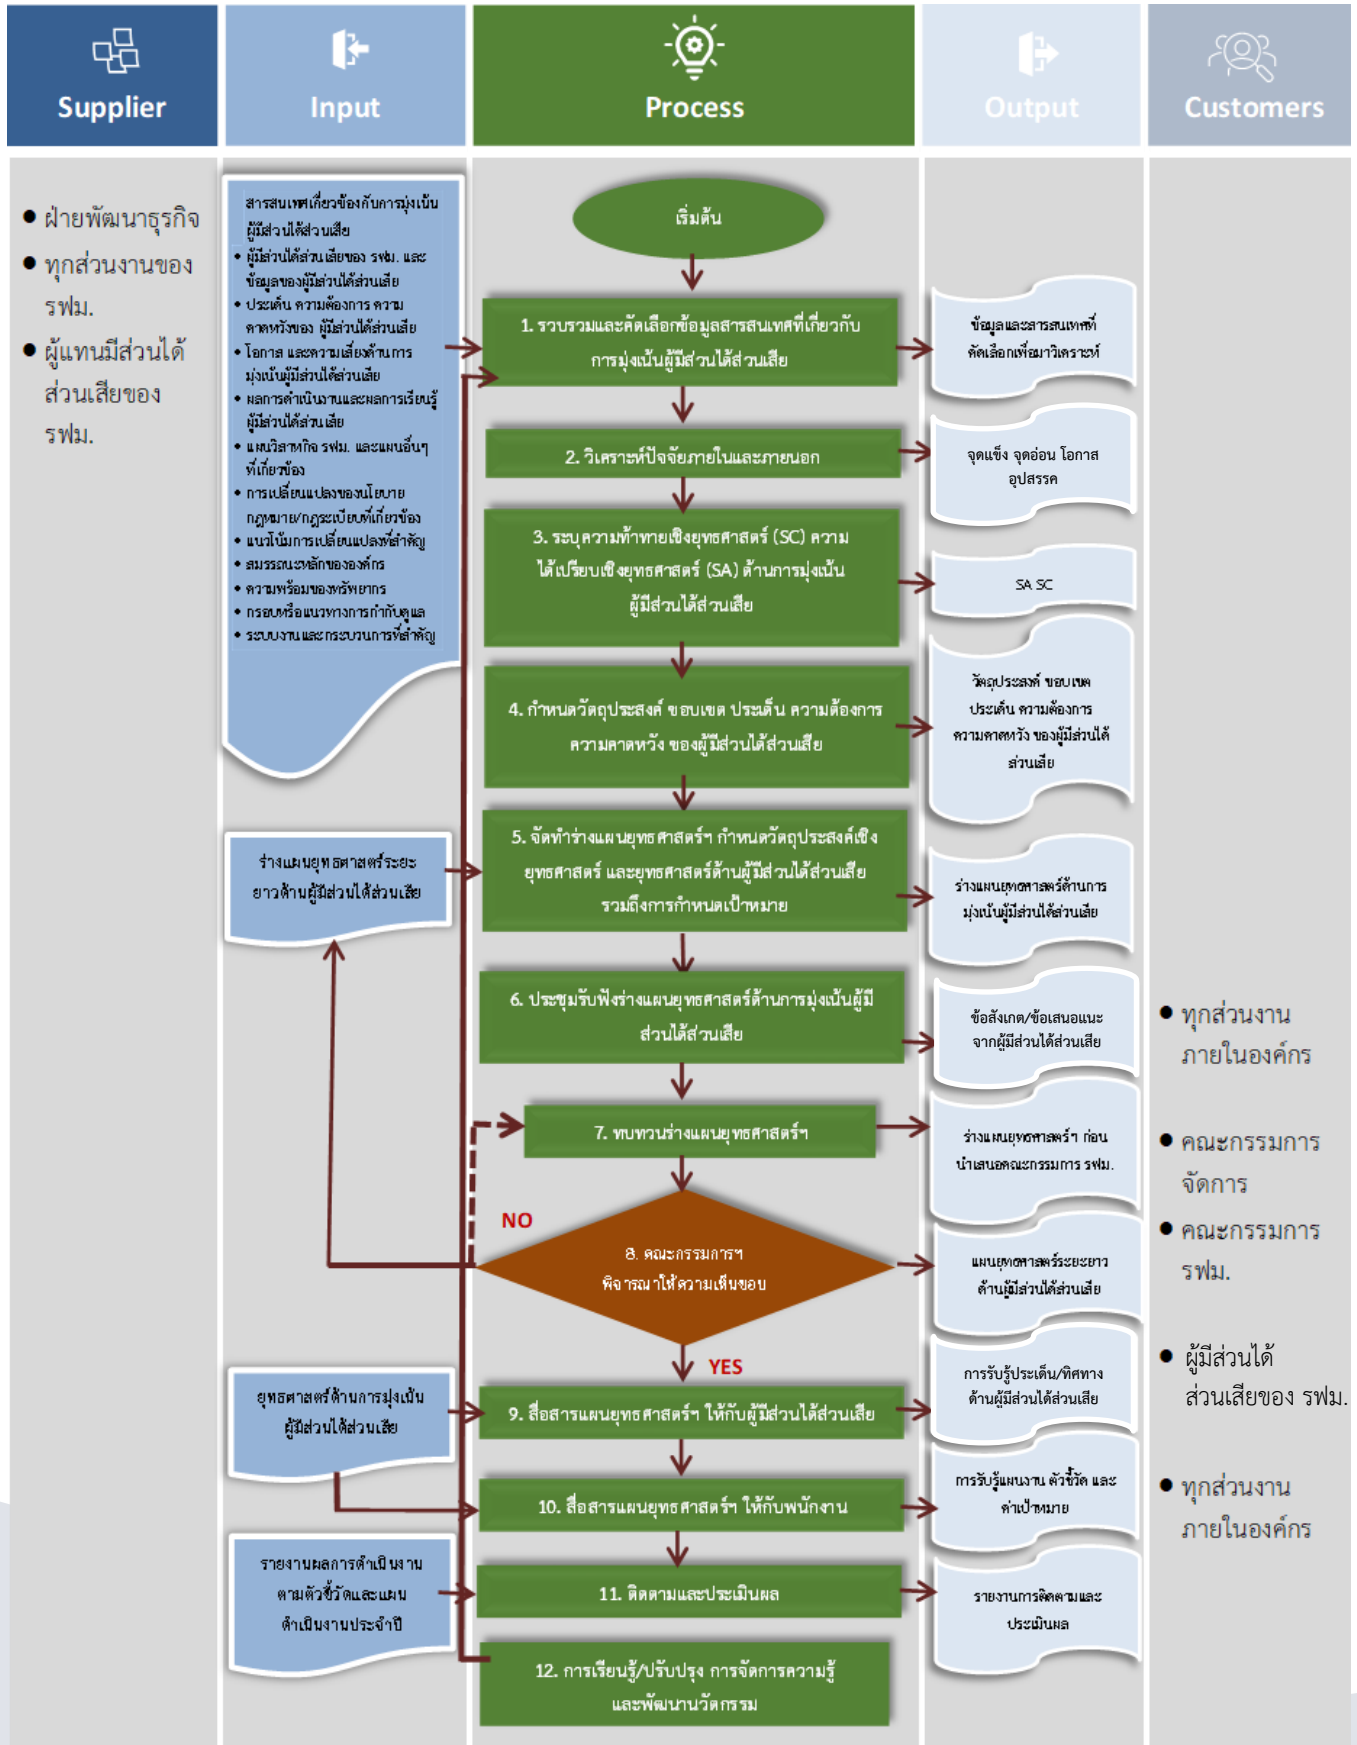 Supplier
Input
Process
Output
Customers
● ฝ่ายพัฒนาธุรกิจ
● ทุกส่วนงานของ
รฟม.
● ผู้แทนมีส่วนได้
ส่วนเสียของ
รฟม.
สารสนเทศเกี่ยวข้องกับการมุ่งเน้น
ผู้มีส่วนได้ส่วนเสีย
• ผู้มีส่วนได้ส่วนเสียของ รฟม. และ
ข้อมูลของผู้มีส่วนได้ส่วนเสีย
• ประเด็น ความต้องการ ความ
คาดหวังของ ผู้มีส่วนได้ส่วนเสีย
• โอกาส และความเสี่ยงด้านการ
มุ่งเน้นผู้มีส่วนได้ส่วนเสีย
• ผลการดำเนินงานและผลการเรียนรู้
ผู้มีส่วนได้ส่วนเสีย
• แผนวิสาหกิจ รฟม. และแผนอื่นๆ
ที่เกี่ยวข้อง
• การเปลี่ยนแปลงของนโยบาย
กฎหมาย/กฎระเบียบที่เกี่ยวข้อง
• แนวโน้มการเปลี่ยนแปลงที่สำคัญ
• สมรรถนะหลักขององค์กร
• ความพร้อมของทรัพยากร
• กรอบหรือแนวทางการกำกับดูแล
• ระบบงานและกระบวนการที่สำคัญ
ร่างแผนยุทธศาสตร์ระยะ
ยาวด้านผู้มีส่วนได้ส่วนเสีย
ยุทธศาสตร์ด้านการมุ่งเน้น
ผู้มีส่วนได้ส่วนเสีย
รายงานผลการดำเนินงาน
ตามตัวชี้วัดและแผน
ดำเนินงานประจำปี
เริ่มต้น
1. รวบรวมและคัดเลือกข้อมูลสารสนเทศที่เกี่ยวกับ
การมุ่งเน้นผู้มีส่วนได้ส่วนเสีย
2. วิเคราะห์ปัจจัยภายในและภายนอก
3. ระบุความท้าทายเชิงยุทธศาสตร์ (SC) ความ
ได้เปรียบเชิงยุทธศาสตร์ (SA) ด้านการมุ่งเน้น
ผู้มีส่วนได้ส่วนเสีย
4. กำหนดวัตถุประสงค์ ขอบเขต ประเด็น ความต้องการ
ความคาดหวัง ของผู้มีส่วนได้ส่วนเสีย
5. จัดทำร่างแผนยุทธศาสตร์ฯ กำหนดวัตถุประสงค์เชิง
ยุทธศาสตร์ และยุทธศาสตร์ด้านผู้มีส่วนได้ส่วนเสีย
รวมถึงการกำหนดเป้าหมาย
6. ประชุมรับฟังร่างแผนยุทธศาสตร์ด้านการมุ่งเน้นผู้มี
ส่วนได้ส่วนเสีย
7. ทบทวนร่างแผนยุทธศาสตร์ฯ
NO
8. คณะกรรมการฯ
พิจารณาให้ความเห็นชอบ
YES
9. สื่อสารแผนยุทธศาสตร์ฯ ให้กับผู้มีส่วนได้ส่วนเสีย
10. สื่อสารแผนยุทธศาสตร์ฯ ให้กับพนักงาน
11. ติดตามและประเมินผล
12. การเรียนรู้/ปรับปรุง การจัดการความรู้
และพัฒนานวัตกรรม
ข้อมูลและสารสนเทศที่
คัดเลือกเพื่อมาวิเคราะห์
จุดแข็ง จุดอ่อน โอกาส
อุปสรรค
SA SC
วัตถุประสงค์ ขอบเขต
ประเด็น ความต้องการ
ความคาดหวัง ของผู้มีส่วนได้
ส่วนเสีย
ร่างแผนยุทธศาสตร์ด้านการ
มุ่งเน้นผู้มีส่วนได้ส่วนเสีย
ข้อสังเกต/ข้อเสนอแนะ
จากผู้มีส่วนได้ส่วนเสีย
ร่างแผนยุทธศาสตร์ฯ ก่อน
นำเสนอคณะกรรมการ รฟม.
แผนยุทธศาสตร์ระยะยาว
ด้านผู้มีส่วนได้ส่วนเสีย
การรับรู้ประเด็น/ทิศทาง
ด้านผู้มีส่วนได้ส่วนเสีย
การรับรู้แผนงาน ตัวชี้วัด และ
ค่าเป้าหมาย
รายงานการติดตามและ
ประเมินผล
● ทุกส่วนงาน
ภายในองค์กร
● คณะกรรมการ
จัดการ
● คณะกรรมการ
รฟม.
● ผู้มีส่วนได้
ส่วนเสียของ รฟม.
● ทุกส่วนงาน
ภายในองค์กร